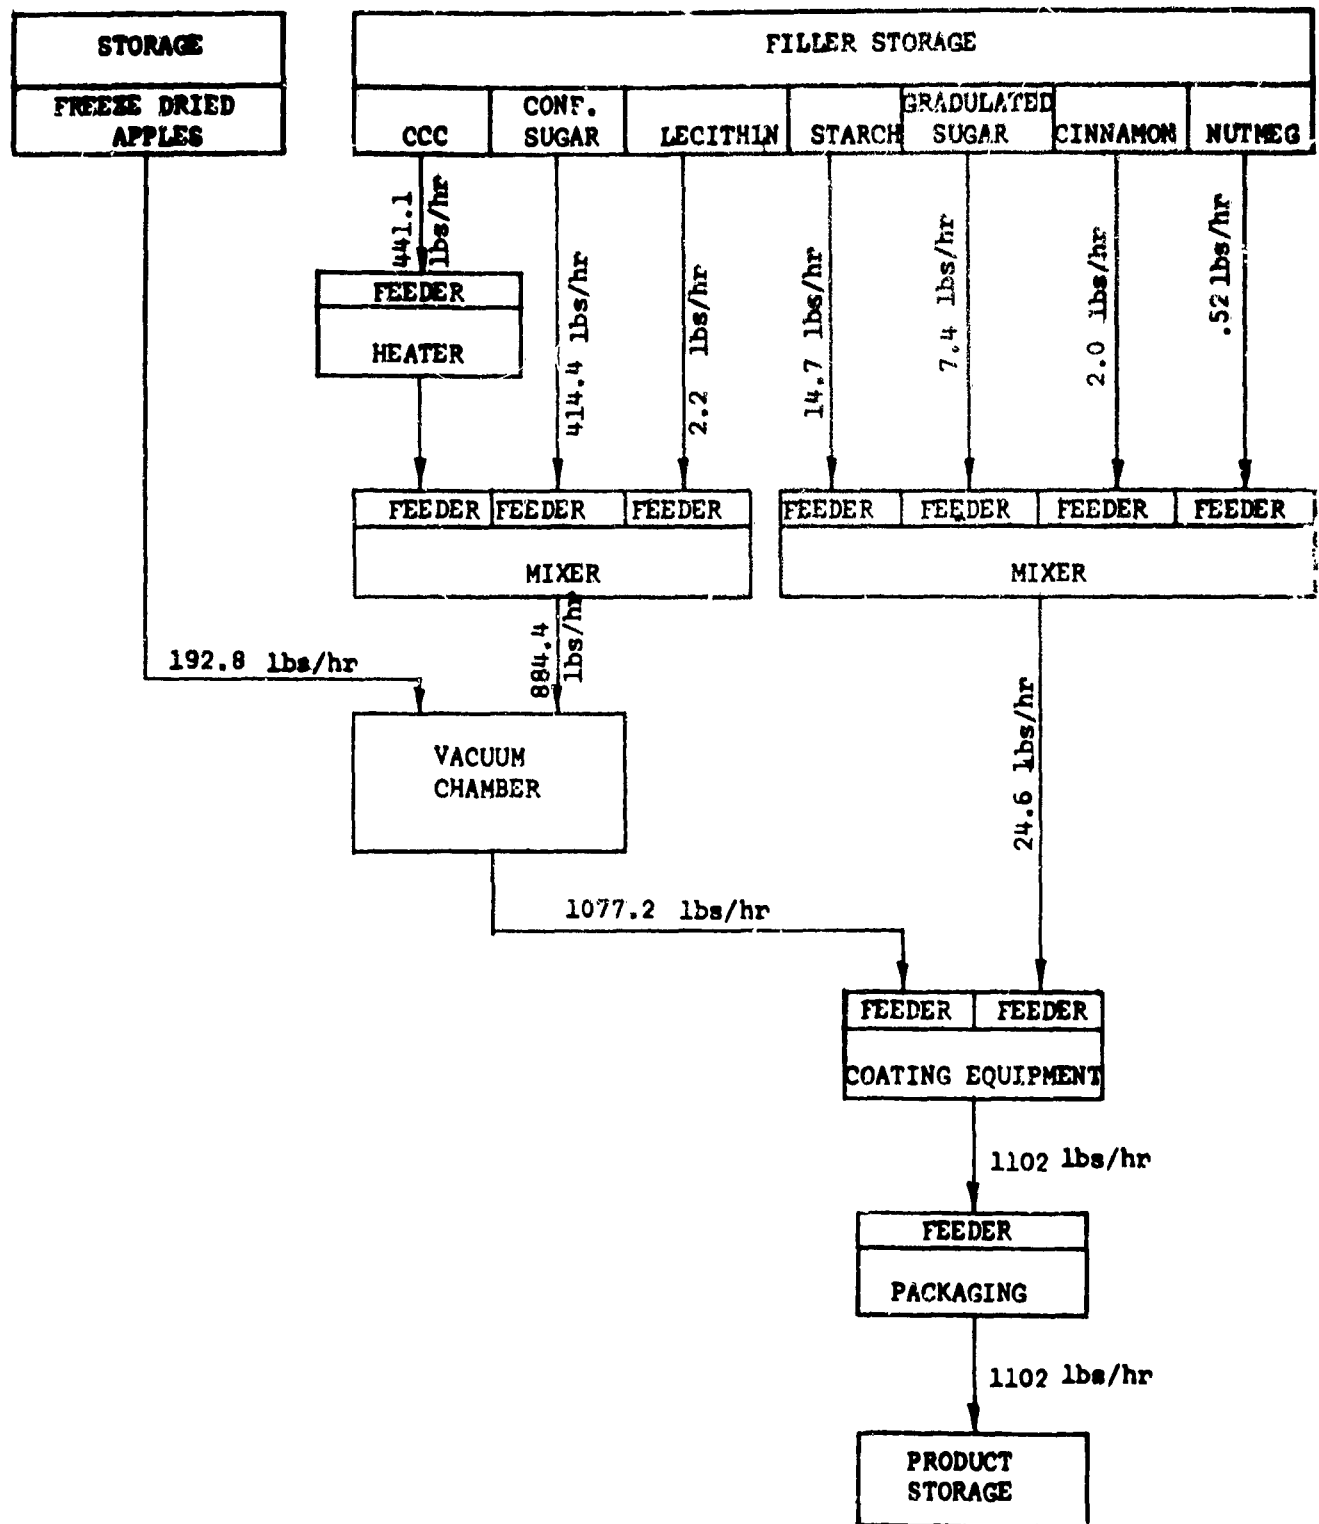 STORAGE
FILLER STORAGE
FREEZE DRIED
APPLES
CCC
CONF.
SUGAR
LECITHIN
STARCH
GRADULATED
SUGAR
CINNAMON
NUTMEG
441.1
lbs/hr
414.4 lbs/hr
2.2 lbs/hr
14.7 lbs/hr
7.4 lbs/hr
2.0 lbs/hr
.52 lbs/hr
FEEDER
HEATER
FEEDER FEEDER FEEDER
MIXER
FEEDER FEEDER FEEDER FEEDER
MIXER
192.8 lbs/hr
884.4
lbs/hr
24.6 lbs/hr
VACUUM
CHAMBER
1077.2 lbs/hr
FEEDER FEEDER
COATING EQUIPMENT
1102 lbs/hr
FEEDER
PACKAGING
1102 lbs/hr
PRODUCT
STORAGE